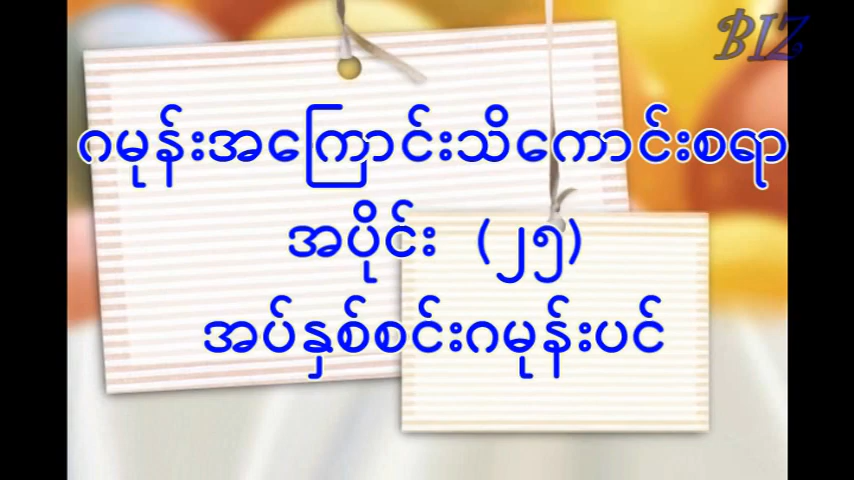 BIZ
ဂမုန်းအကြောင်းသိကောင်းစရာ
အပိုင်း (၂၅)
အပ်နှစ်စင်းဂမုန်းပင်